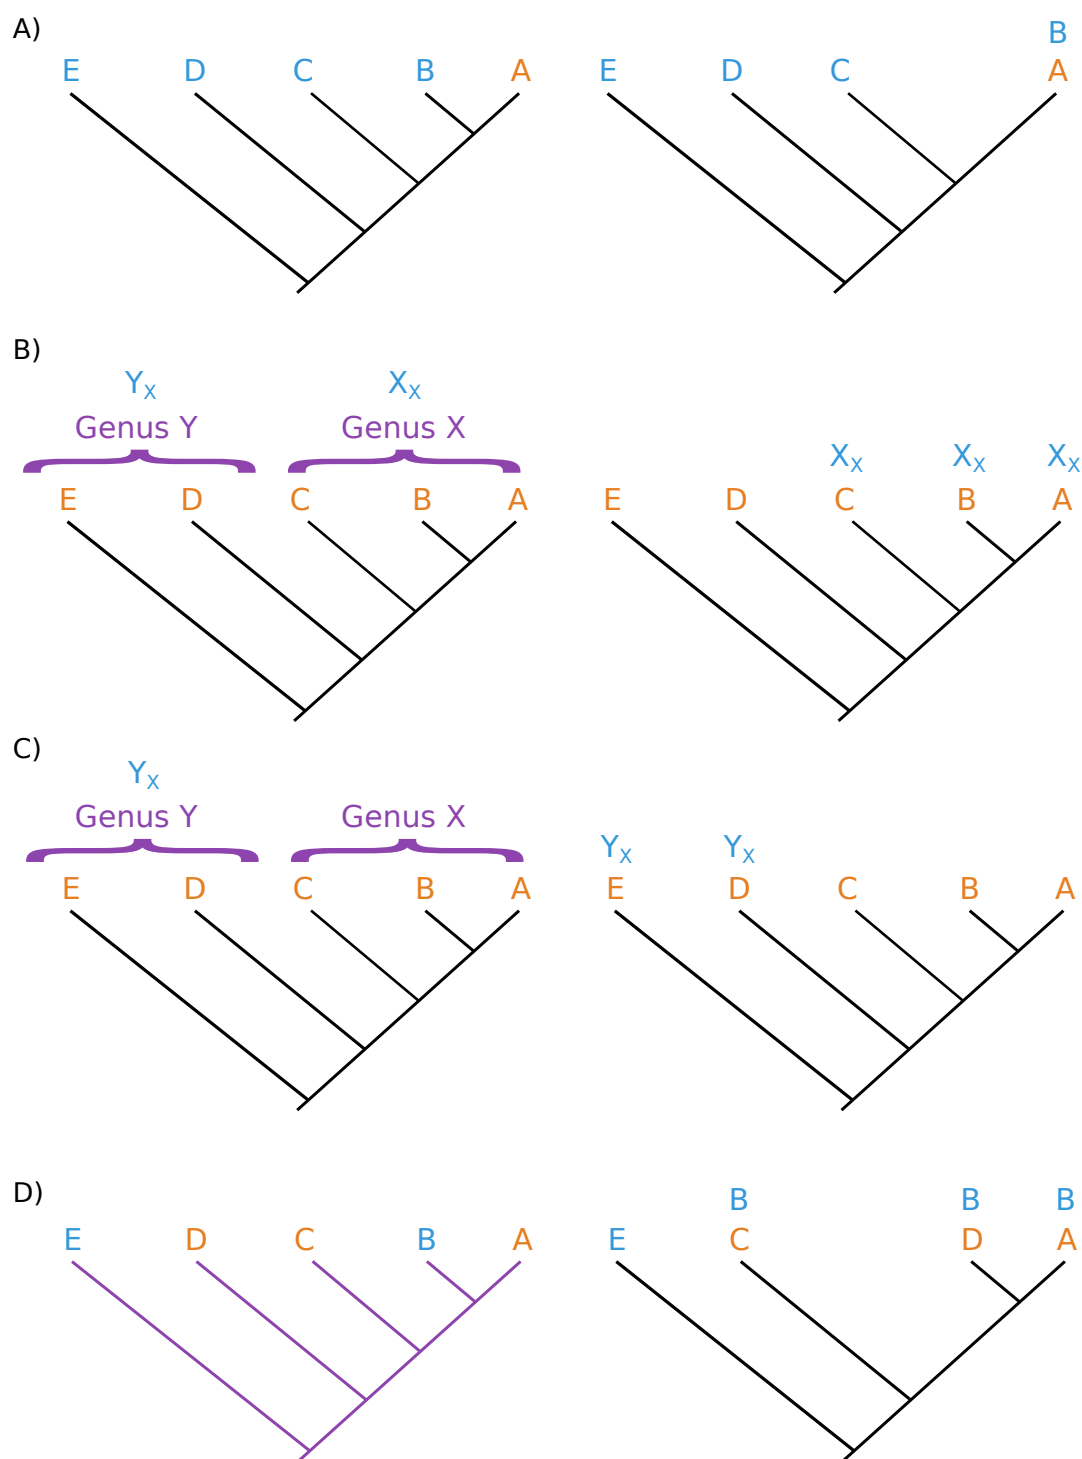 A)
B
E D C B A E D C A
B)
Yₓ Xₓ
Genus Y Genus X
Xₓ Xₓ Xₓ
E D C B A E D C B A
C)
Yₓ
Genus Y Genus X
Yₓ Yₓ
E D C B A E D C B A
D)
B B B
E D C B A E C D A